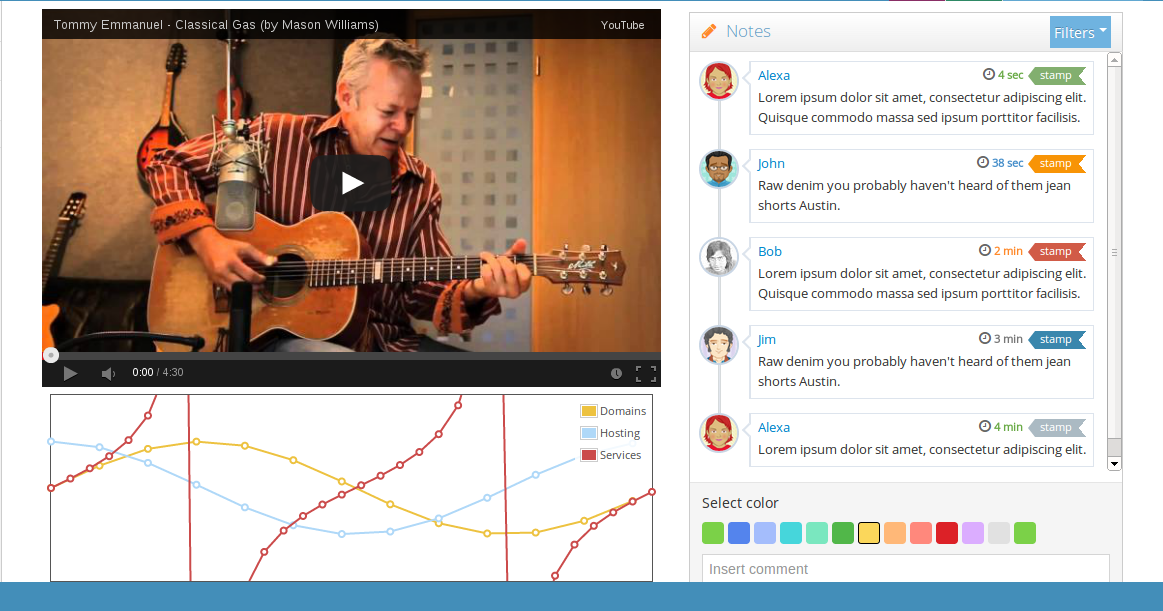 Tommy Emmanuel - Classical Gas (by Mason Williams)
YouTube
0:00 / 4:30
Domains
Hosting
Services
Notes
Filters
Alexa
4 sec
stamp
Lorem ipsum dolor sit amet, consectetur adipiscing elit.
Quisque commodo massa sed ipsum porttitor facilisis.
John
38 sec
stamp
Raw denim you probably haven't heard of them jean
shorts Austin.
Bob
2 min
stamp
Lorem ipsum dolor sit amet, consectetur adipiscing elit.
Quisque commodo massa sed ipsum porttitor facilisis.
Jim
3 min
stamp
Raw denim you probably haven't heard of them jean
shorts Austin.
Alexa
4 min
stamp
Lorem ipsum dolor sit amet, consectetur adipiscing elit.
Select color
Insert comment